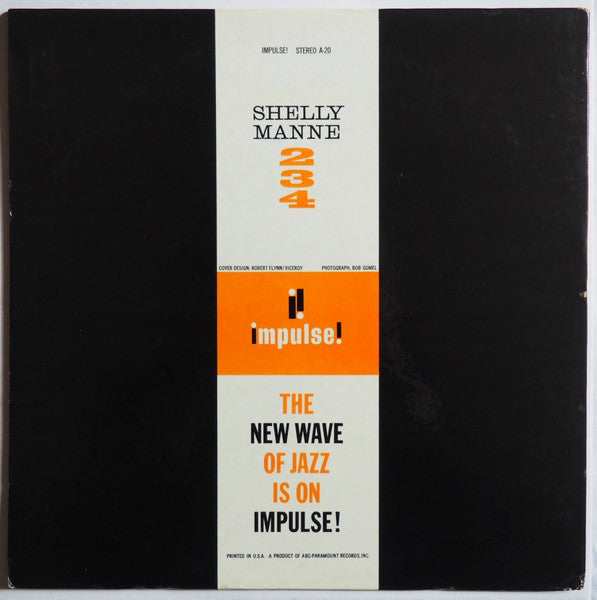 IMPULSE! STEREO A-20
SHELLY
MANNE
2
3
4
COVER DESIGN: ROBERT FLYNN/VICEROY PHOTOGRAPH: BOB GOMEL
i!
impulse!
THE
NEW WAVE
OF JAZZ
IS ON
IMPULSE!
PRINTED IN U.S.A. A PRODUCT OF ABC-PARAMOUNT RECORDS, INC.